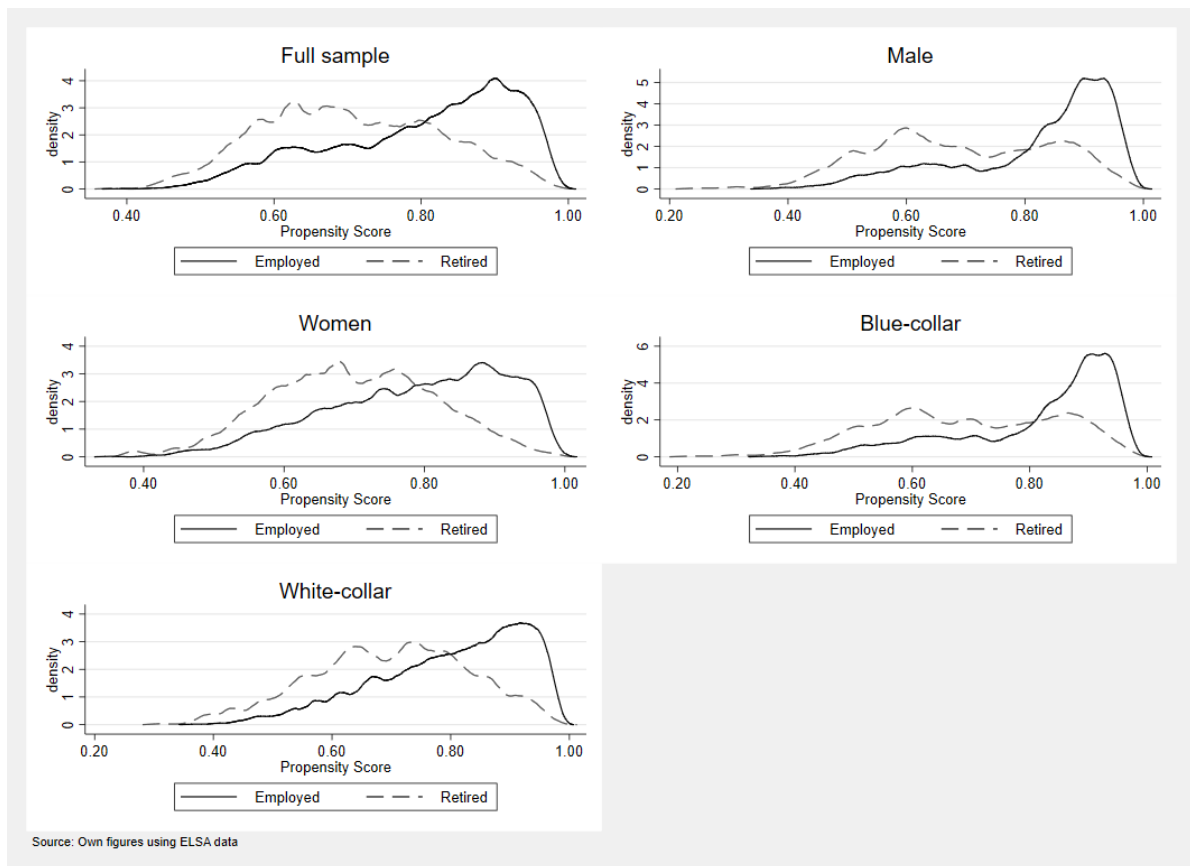 Full sample
density
0 1 2 3 4
0.40 0.60 0.80 1.00
Propensity Score
Employed Retired
Male
density
0 1 2 3 4 5
0.20 0.40 0.60 0.80 1.00
Propensity Score
Employed Retired
Women
density
0 1 2 3 4
0.40 0.60 0.80 1.00
Propensity Score
Employed Retired
Blue-collar
density
0 2 4 6
0.20 0.40 0.60 0.80 1.00
Propensity Score
Employed Retired
White-collar
density
0 1 2 3 4
0.20 0.40 0.60 0.80 1.00
Propensity Score
Employed Retired
Source: Own figures using ELSA data